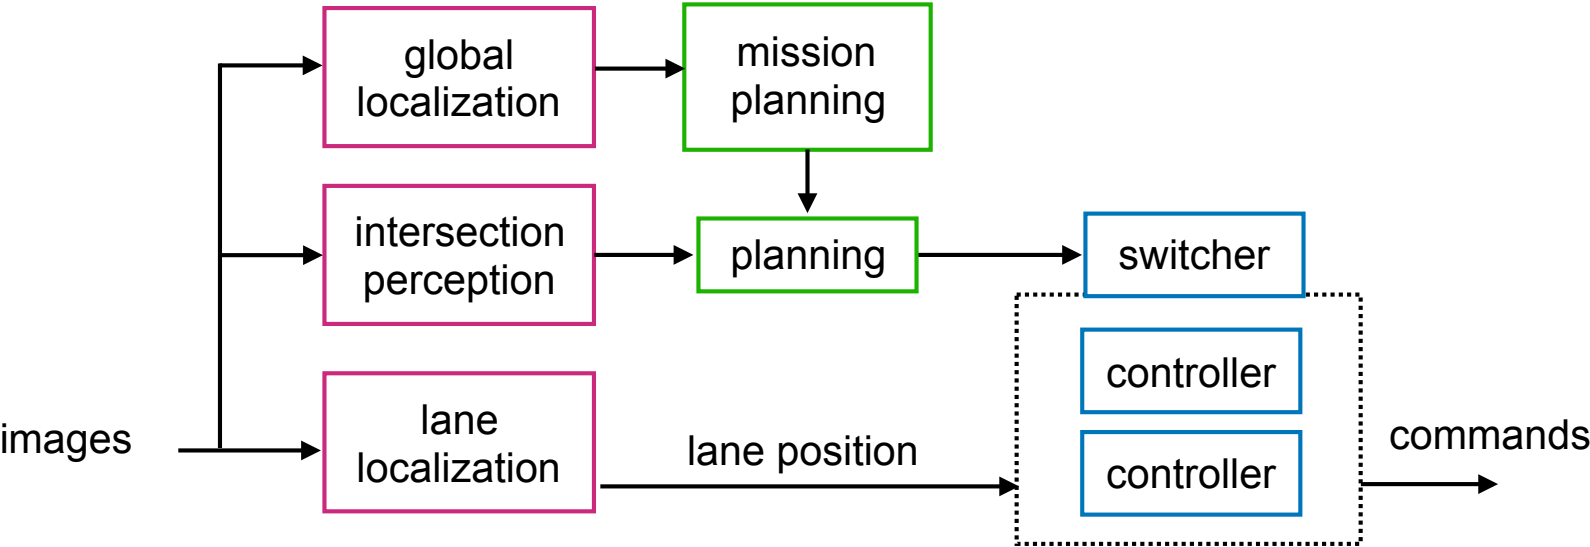 global
localization
mission
planning
intersection
perception
planning
switcher
controller
images
lane
localization
lane position
controller
commands